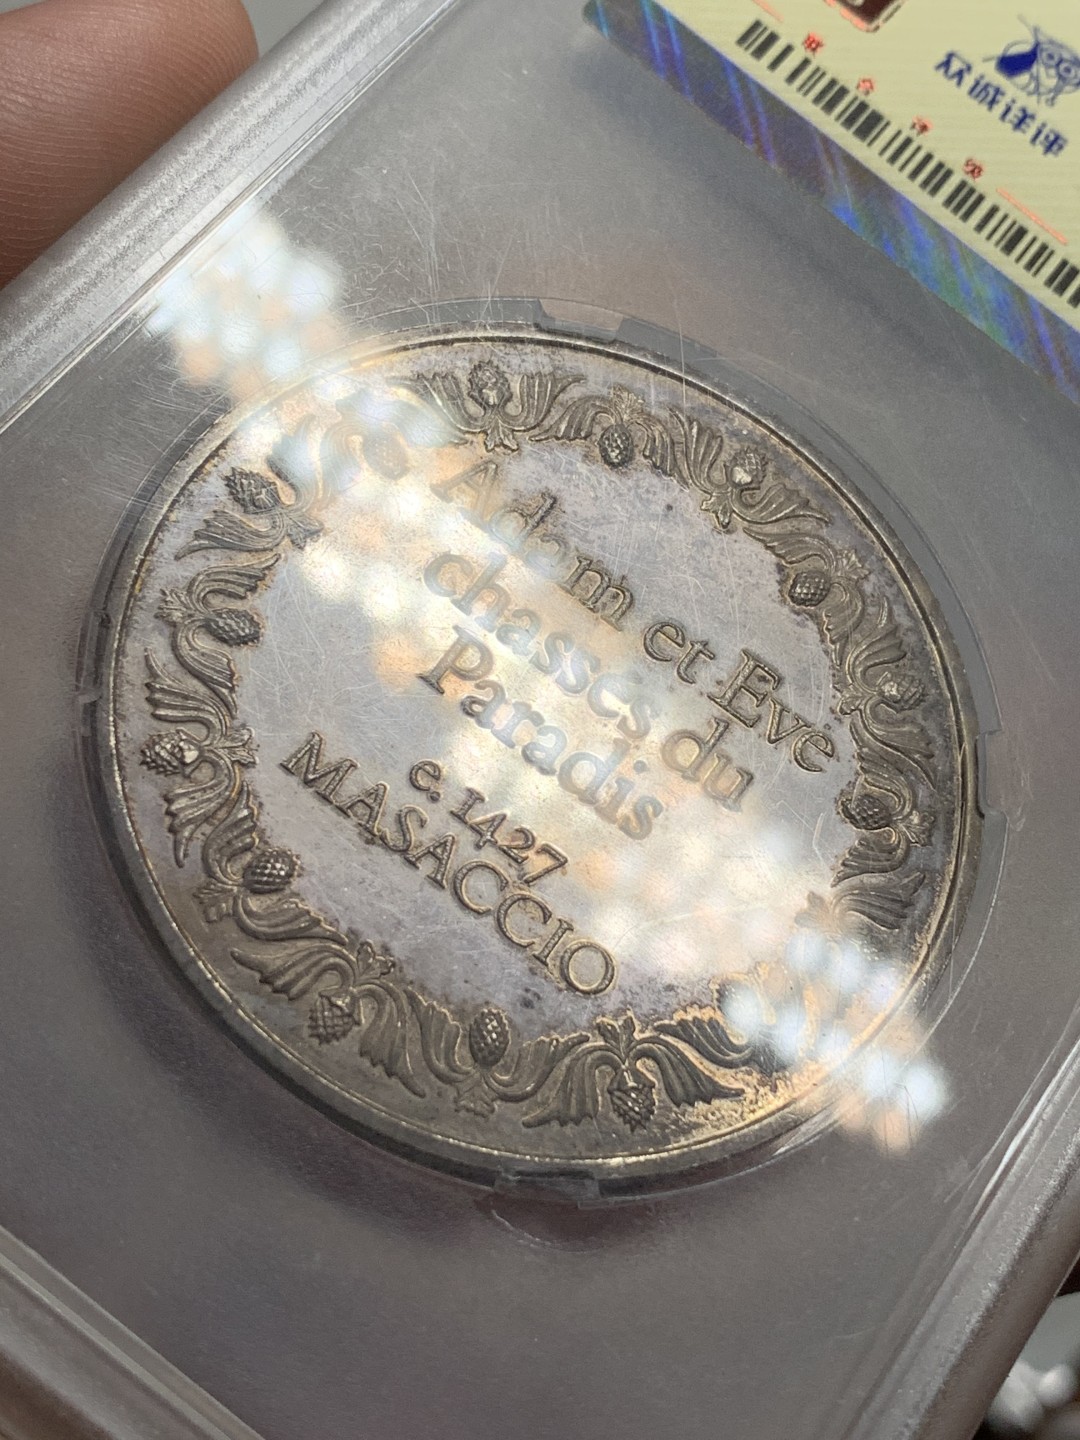 众诚详评
Adam et Eve
chassés du
Paradis
c. 1427
MASACCIO